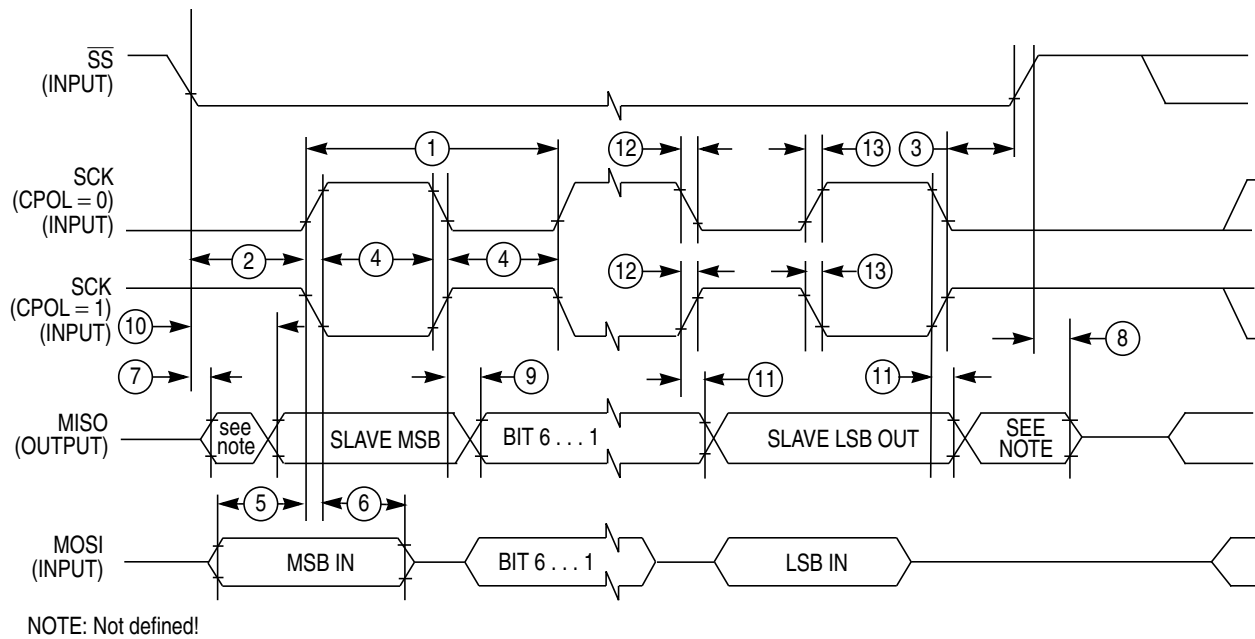 SS
(INPUT)
1
12
13
3
SCK
(CPOL = 0)
(INPUT)
2
4
4
12
13
SCK
(CPOL = 1)
(INPUT)
10
8
7
9
11
11
MISO
(OUTPUT)
see
note
SLAVE MSB
BIT 6 . . . 1
SLAVE LSB OUT
SEE
NOTE
5
6
MOSI
(INPUT)
MSB IN
BIT 6 . . . 1
LSB IN
NOTE: Not defined!